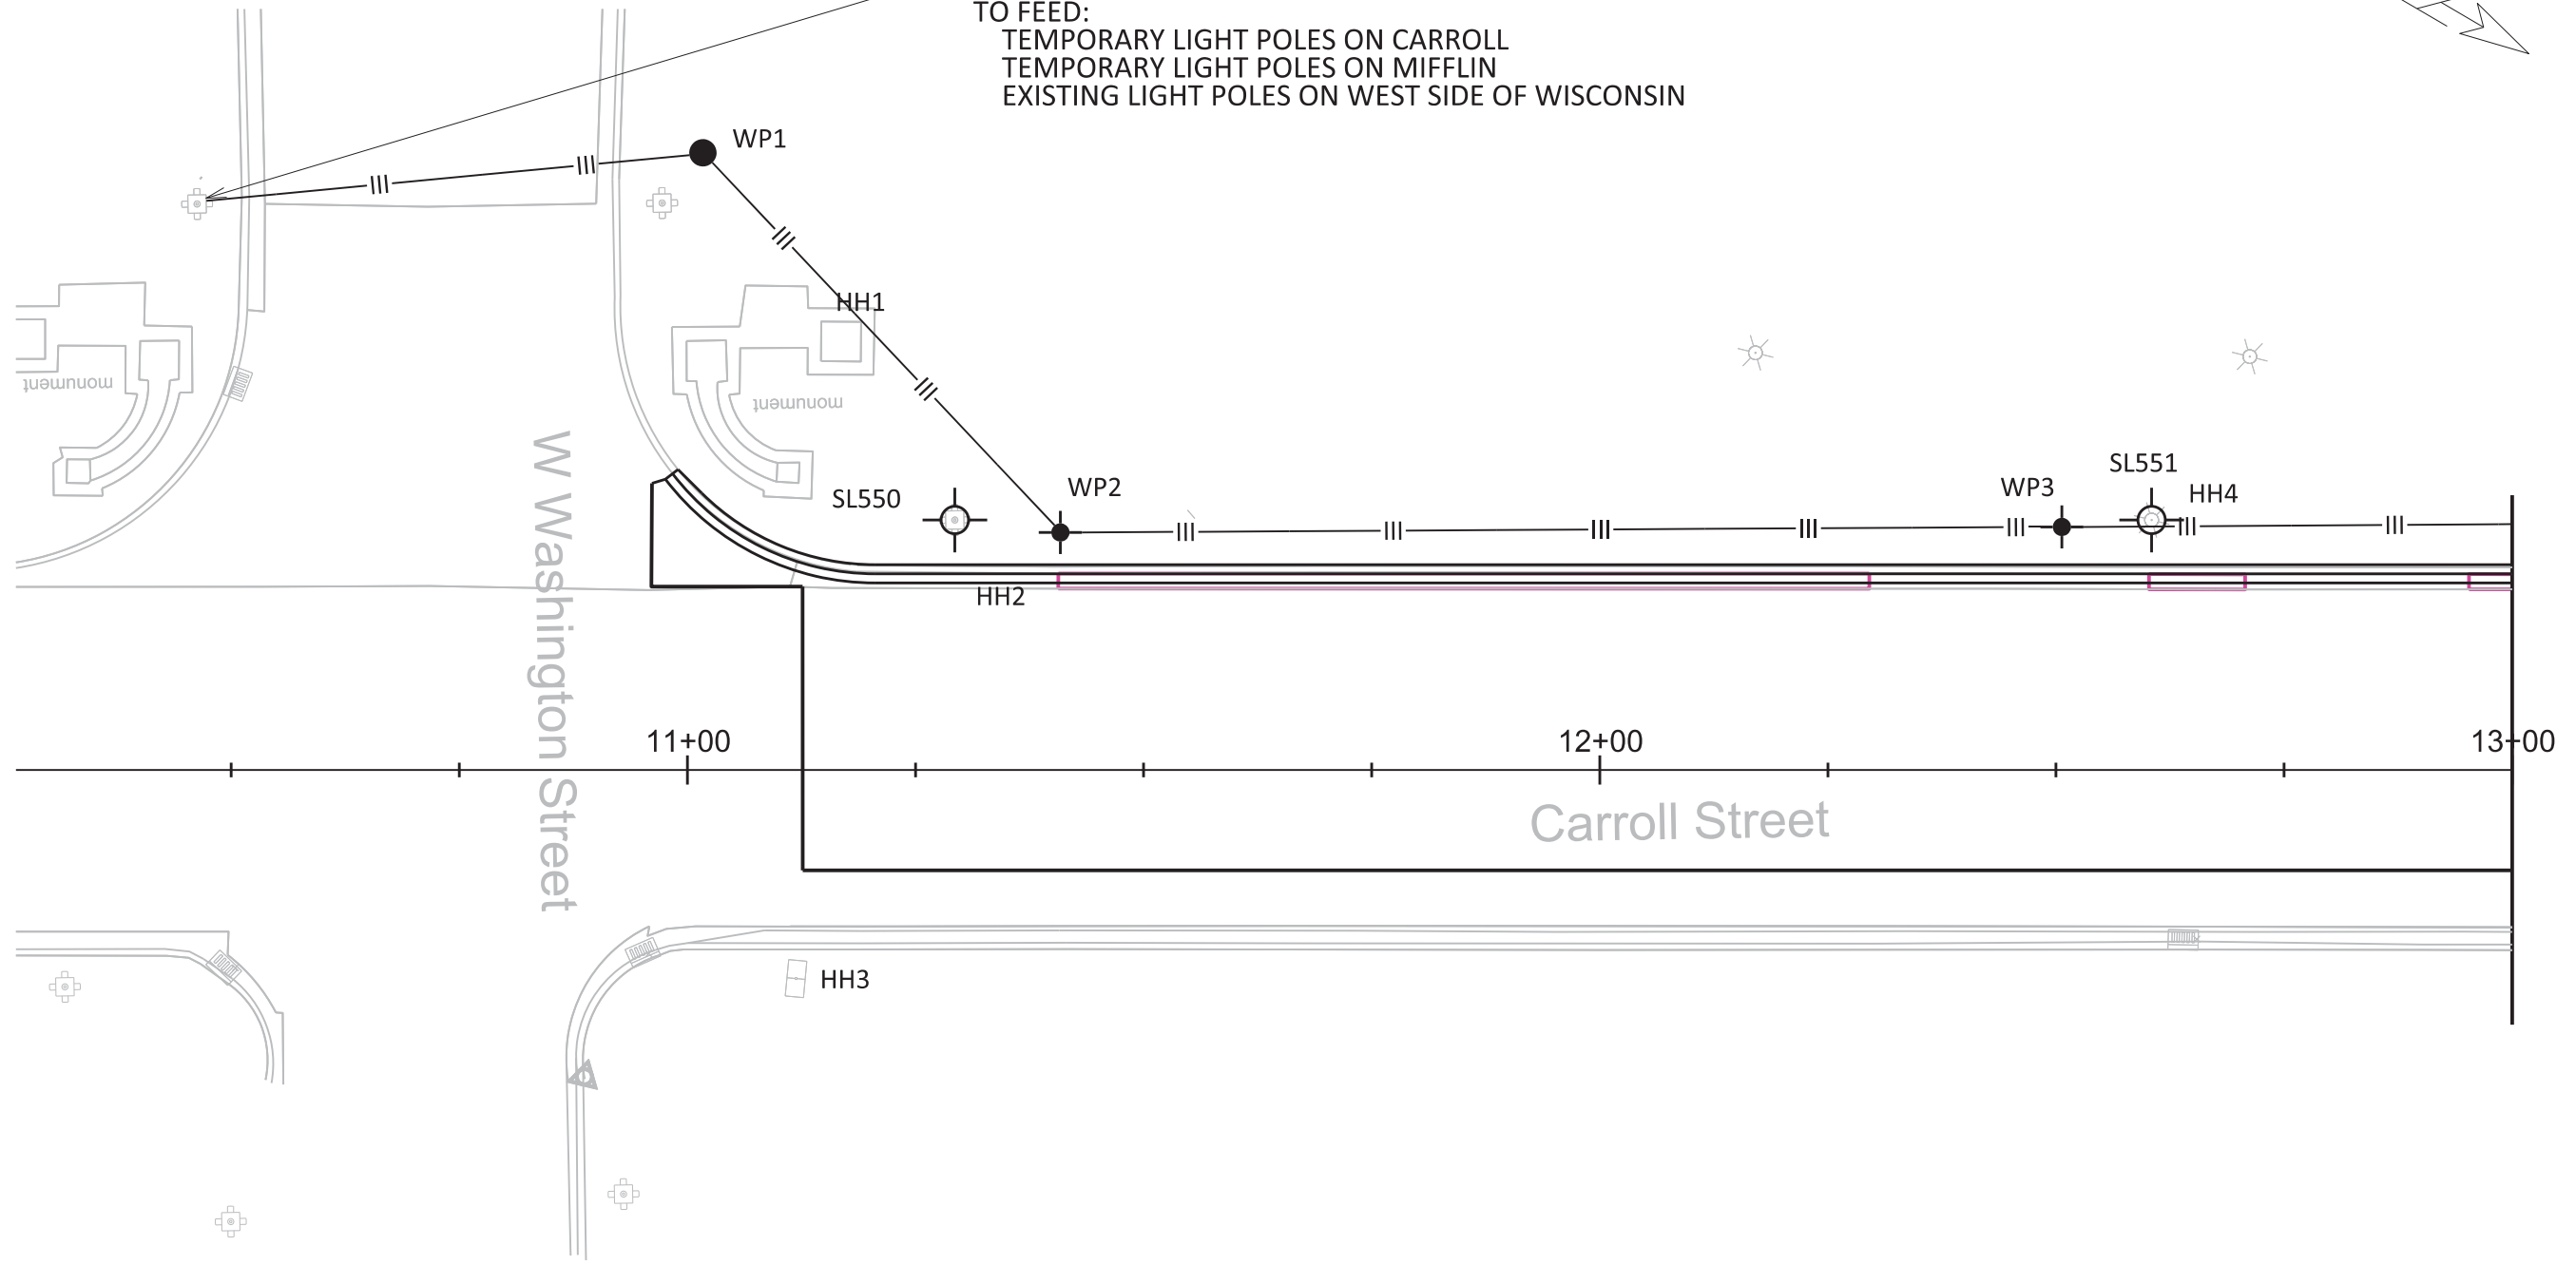 TO FEED:
TEMPORARY LIGHT POLES ON CARROLL
TEMPORARY LIGHT POLES ON MIFFLIN
EXISTING LIGHT POLES ON WEST SIDE OF WISCONSIN
WP1
HH1
monument
monument
W Washington Street
SL550
WP2
WP3
SL551
HH4
HH2
11+00
12+00
13+00
Carroll Street
HH3